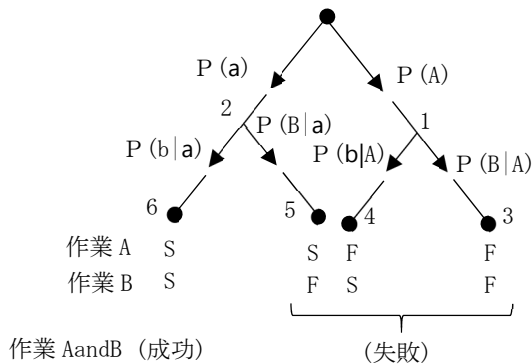 P(a) P(A)
2 1
P(b|a) P(B|a) P(b|A) P(B|A)
6 5 4 3
作業 A S S F F
作業 B S F S F
作業 AandB (成功) (失敗)